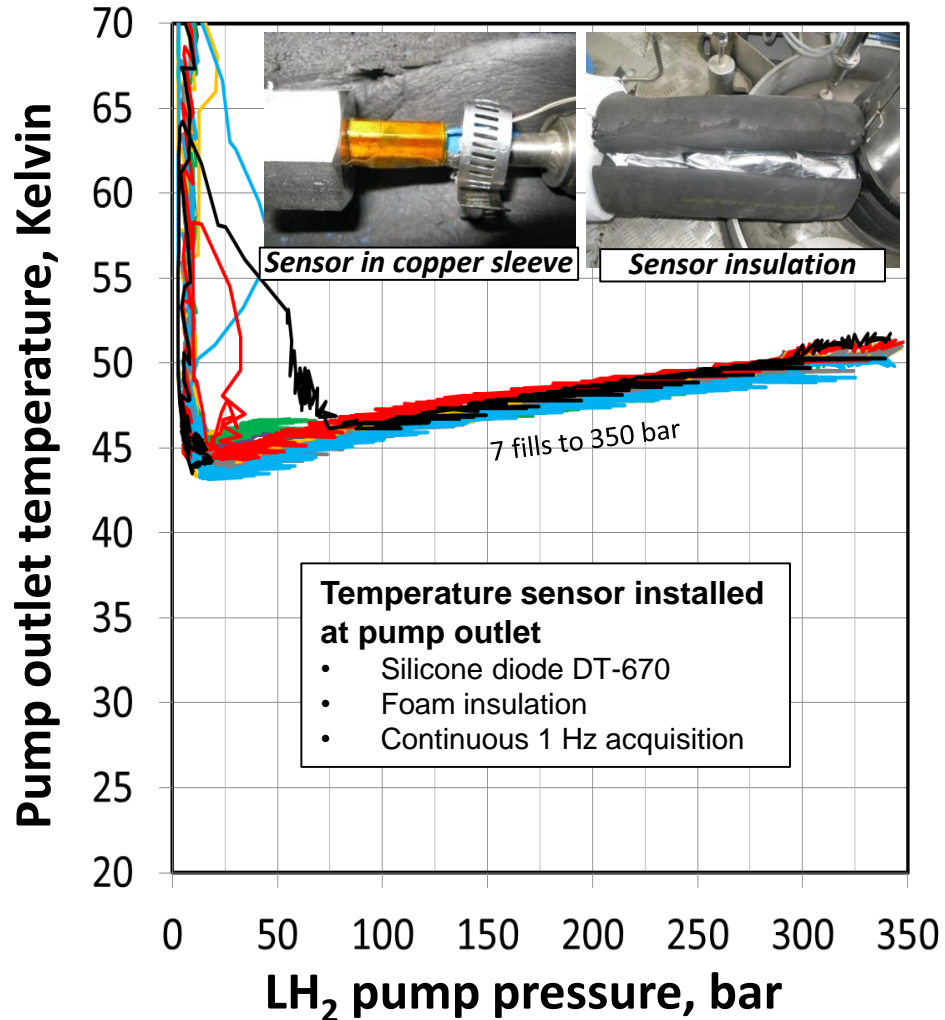 Pump outlet temperature, Kelvin
70
65
60
55
50
45
40
35
30
25
20
Sensor in copper sleeve
Sensor insulation
7 fills to 350 bar
Temperature sensor installed
at pump outlet
• Silicone diode DT-670
• Foam insulation
• Continuous 1 Hz acquisition
0 50 100 150 200 250 300 350
LH₂ pump pressure, bar